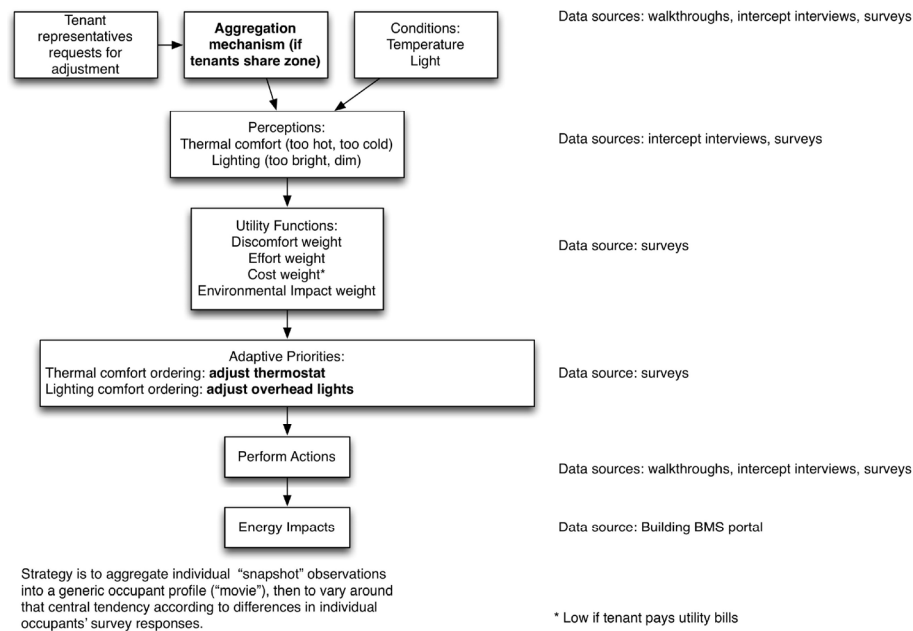 Tenant
representatives
requests for
adjustment
Aggregation
mechanism (if
tenants share zone)
Conditions:
Temperature
Light
Data sources: walkthroughs, intercept interviews, surveys
Perceptions:
Thermal comfort (too hot, too cold)
Lighting (too bright, dim)
Data sources: intercept interviews, surveys
Utility Functions:
Discomfort weight
Effort weight
Cost weight*
Environmental Impact weight
Data source: surveys
Adaptive Priorities:
Thermal comfort ordering: adjust thermostat
Lighting comfort ordering: adjust overhead lights
Data source: surveys
Perform Actions
Data sources: walkthroughs, intercept interviews, surveys
Energy Impacts
Data source: Building BMS portal
Strategy is to aggregate individual “snapshot” observations
into a generic occupant profile (“movie”), then to vary around
that central tendency according to differences in individual
occupants’ survey responses.
* Low if tenant pays utility bills